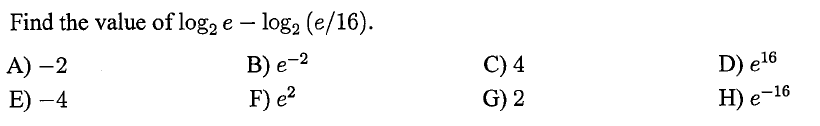 Find the value of log₂ e − log₂ (e/16).
A) −2 B) e⁻² C) 4 D) e¹⁶
E) −4 F) e² G) 2 H) e⁻¹⁶